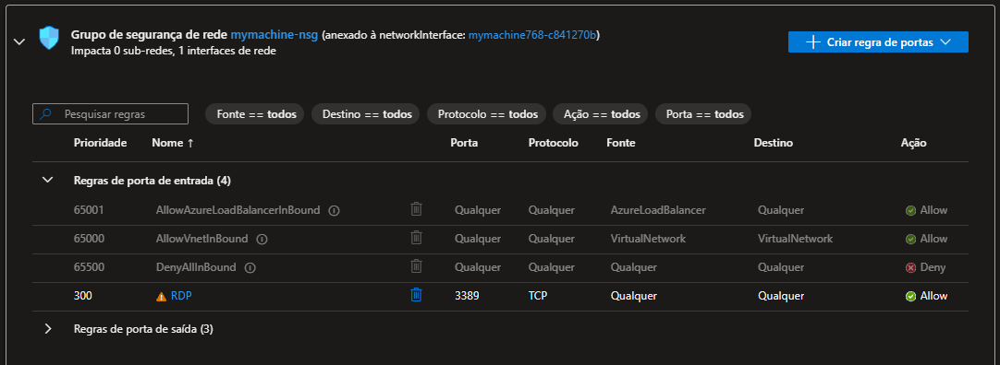 Grupo de segurança de rede mymachine-nsg (anexado à networkInterface: mymachine768-c841270b)
Impacta 0 sub-redes, 1 interfaces de rede
Criar regra de portas
Pesquisar regras Fonte == todos Destino == todos Protocolo == todos Ação == todos Porta == todos
Prioridade Nome ↑ Porta Protocolo Fonte Destino Ação
Regras de porta de entrada (4)
65001 AllowAzureLoadBalancerInBound Qualquer Qualquer AzureLoadBalancer Qualquer Allow
65000 AllowVnetInBound Qualquer Qualquer VirtualNetwork VirtualNetwork Allow
65500 DenyAllInBound Qualquer Qualquer Qualquer Qualquer Deny
300 RDP 3389 TCP Qualquer Qualquer Allow
Regras de porta de saída (3)